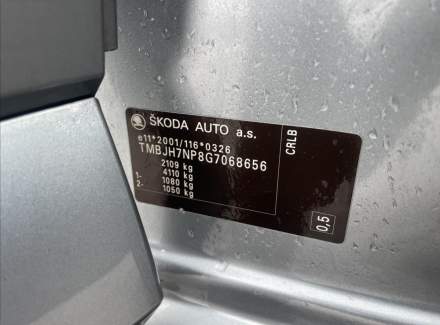 ŠKODA AUTO a.s.
e11*2001/116*0326
TMBJH7NP8G7068656
2109 kg
1- 4110 kg
1- 1080 kg
2- 1050 kg
CRLB
0,5